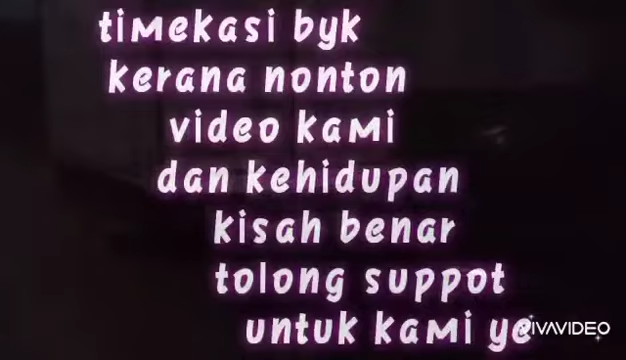 tiMekasi byk
kerana nonton
video kaMi
dan kehidupan
kisah benar
tolong suppot
untuk kaMi ye
VIVAVIDEO